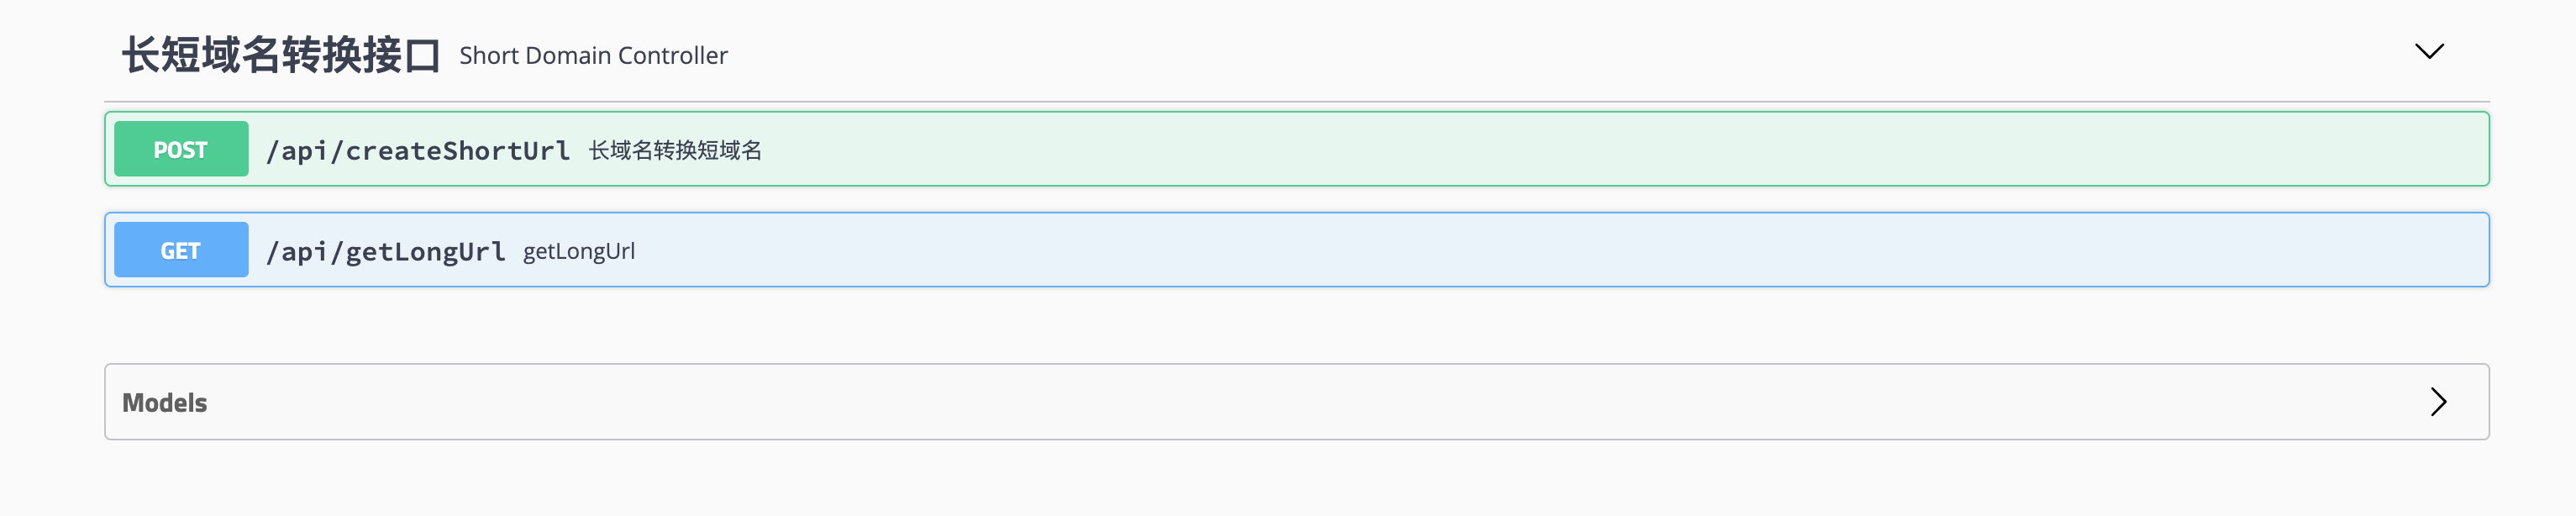 长短域名转换接口 Short Domain Controller
POST /api/createShortUrl 长域名转换短域名
GET /api/getLongUrl getLongUrl
Models